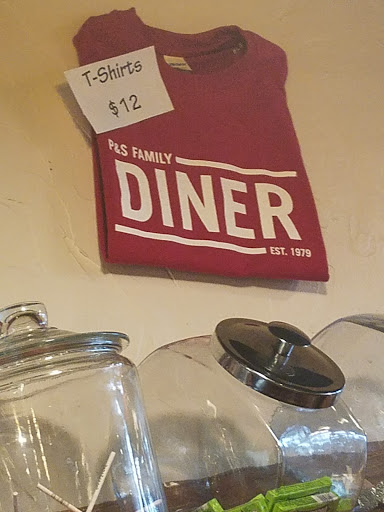 T-Shirts
$12
P&S FAMILY
DINER
EST. 1979